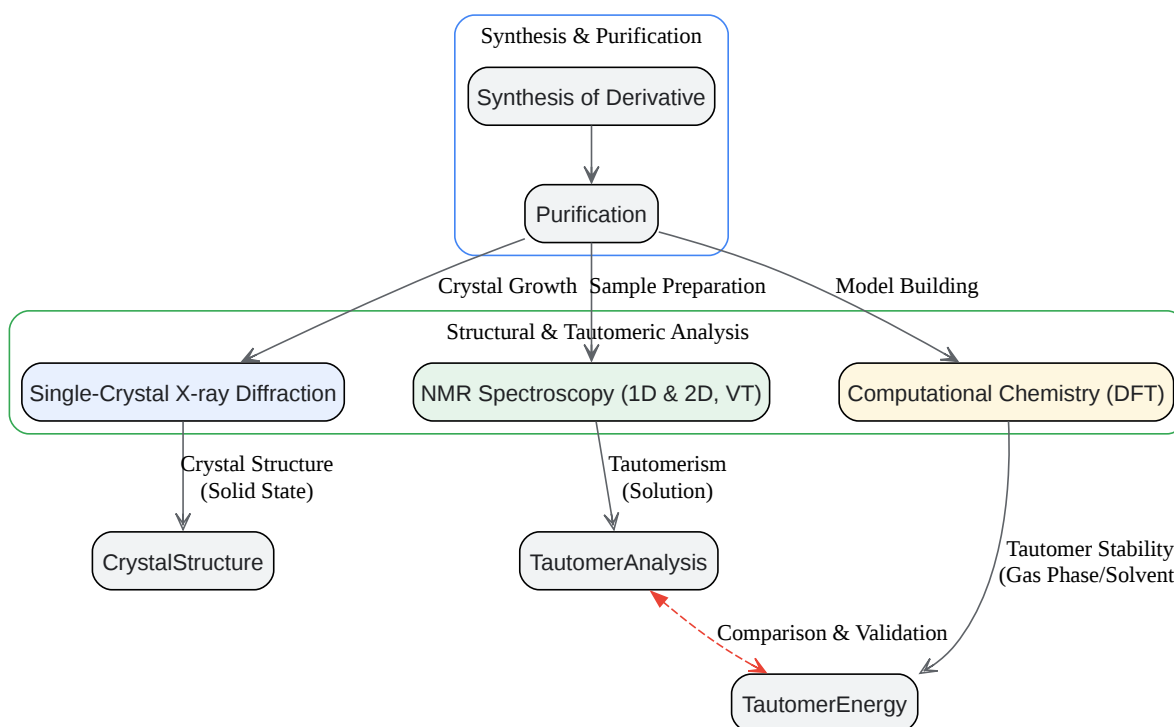 Synthesis & Purification
Synthesis of Derivative
Purification
Crystal Growth
Sample Preparation
Model Building
Structural & Tautomeric Analysis
Single-Crystal X-ray Diffraction
NMR Spectroscopy (1D & 2D, VT)
Computational Chemistry (DFT)
Crystal Structure
(Solid State)
Tautomerism
(Solution)
Tautomer Stability
(Gas Phase/Solvent
CrystalStructure
TautomerAnalysis
Comparison & Validation
TautomerEnergy